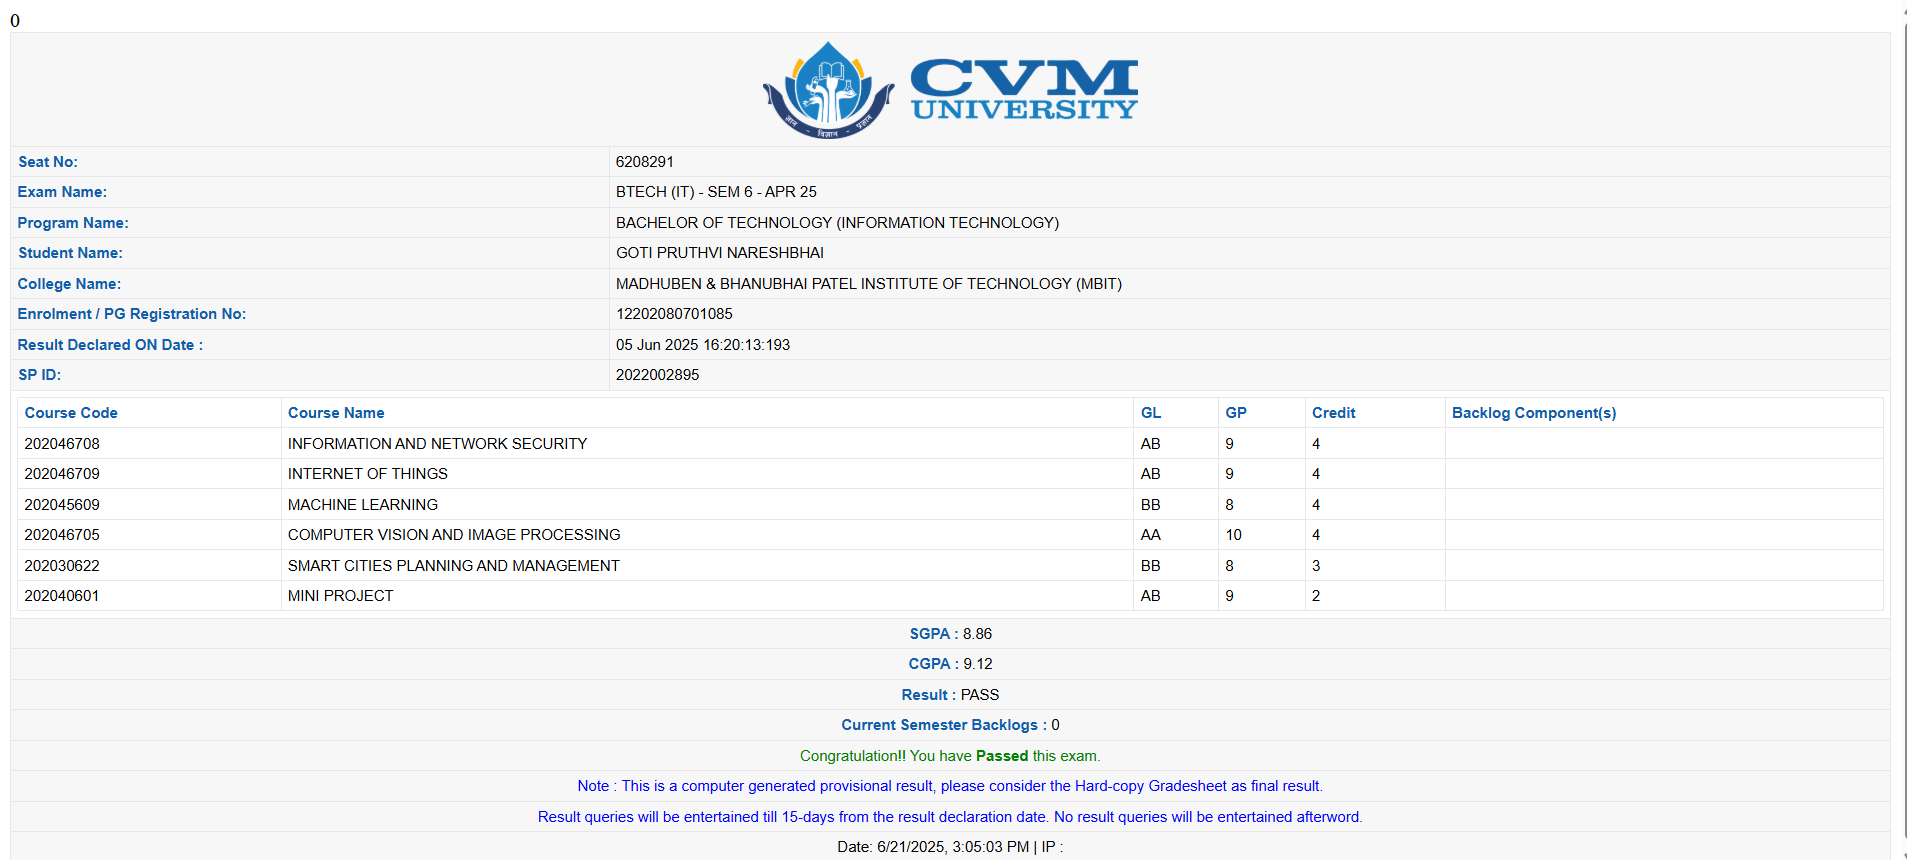 0
ज्ञान - विज्ञान - प्रज्ञान
CVM
UNIVERSITY
Seat No: 6208291
Exam Name: BTECH (IT) - SEM 6 - APR 25
Program Name: BACHELOR OF TECHNOLOGY (INFORMATION TECHNOLOGY)
Student Name: GOTI PRUTHVI NARESHBHAI
College Name: MADHUBEN & BHANUBHAI PATEL INSTITUTE OF TECHNOLOGY (MBIT)
Enrolment / PG Registration No: 12202080701085
Result Declared ON Date : 05 Jun 2025 16:20:13:193
SP ID: 2022002895
Course Code Course Name GL GP Credit Backlog Component(s)
202046708 INFORMATION AND NETWORK SECURITY AB 9 4
202046709 INTERNET OF THINGS AB 9 4
202045609 MACHINE LEARNING BB 8 4
202046705 COMPUTER VISION AND IMAGE PROCESSING AA 10 4
202030622 SMART CITIES PLANNING AND MANAGEMENT BB 8 3
202040601 MINI PROJECT AB 9 2
SGPA : 8.86
CGPA : 9.12
Result : PASS
Current Semester Backlogs : 0
Congratulation!! You have Passed this exam.
Note : This is a computer generated provisional result, please consider the Hard-copy Gradesheet as final result.
Result queries will be entertained till 15-days from the result declaration date. No result queries will be entertained afterword.
Date: 6/21/2025, 3:05:03 PM | IP :